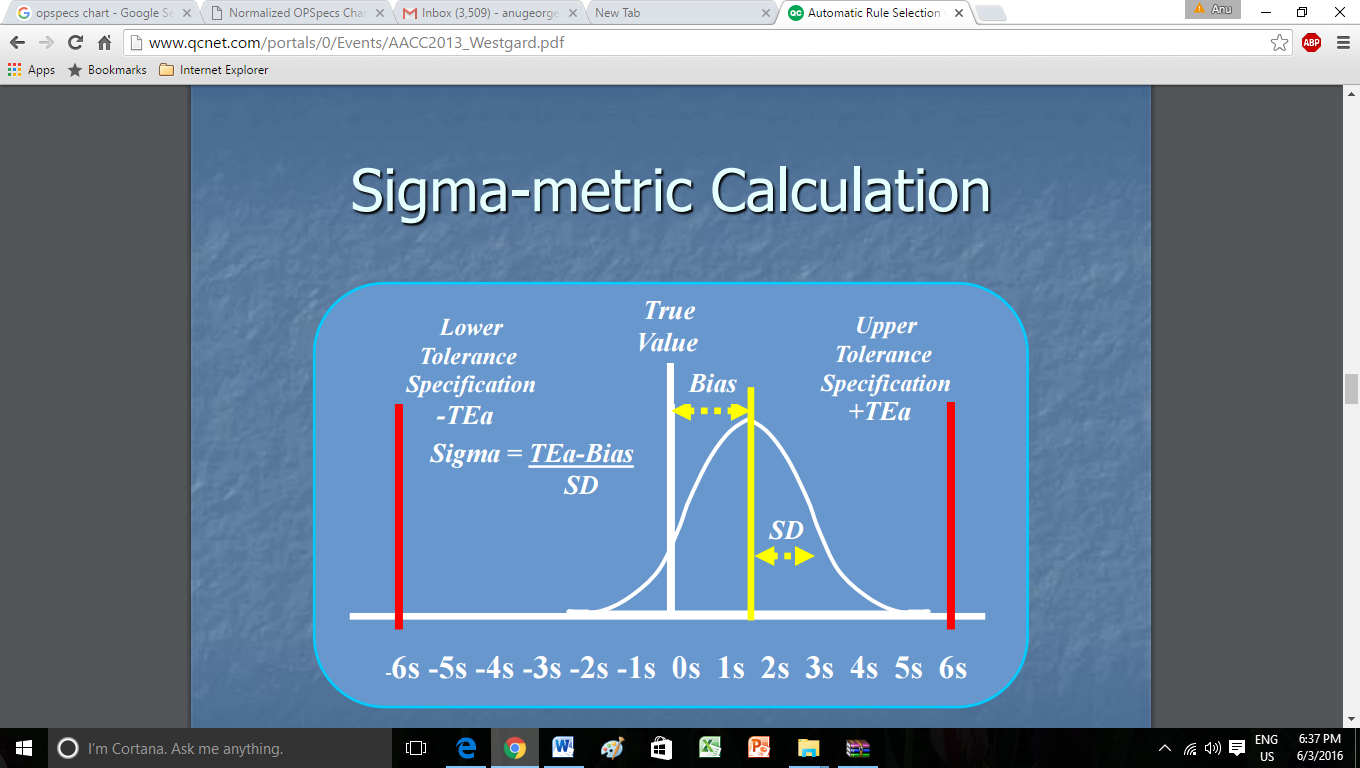 opspecs chart - Google Se
Normalized OPSpecs Char
Inbox (3,509) - anugeorge
New Tab
QC Automatic Rule Selection
Anu
www.qcnet.com/portals/0/Events/AACC2013_Westgard.pdf
ABP
Apps Bookmarks Internet Explorer
Sigma-metric Calculation
Lower
Tolerance
Specification
-TEa
True
Value
Upper
Tolerance
Specification
+TEa
Bias
Sigma = TEa-Bias
SD
SD
-6s -5s -4s -3s -2s -1s 0s 1s 2s 3s 4s 5s 6s
I'm Cortana. Ask me anything.
ENG
US
6:37 PM
6/3/2016